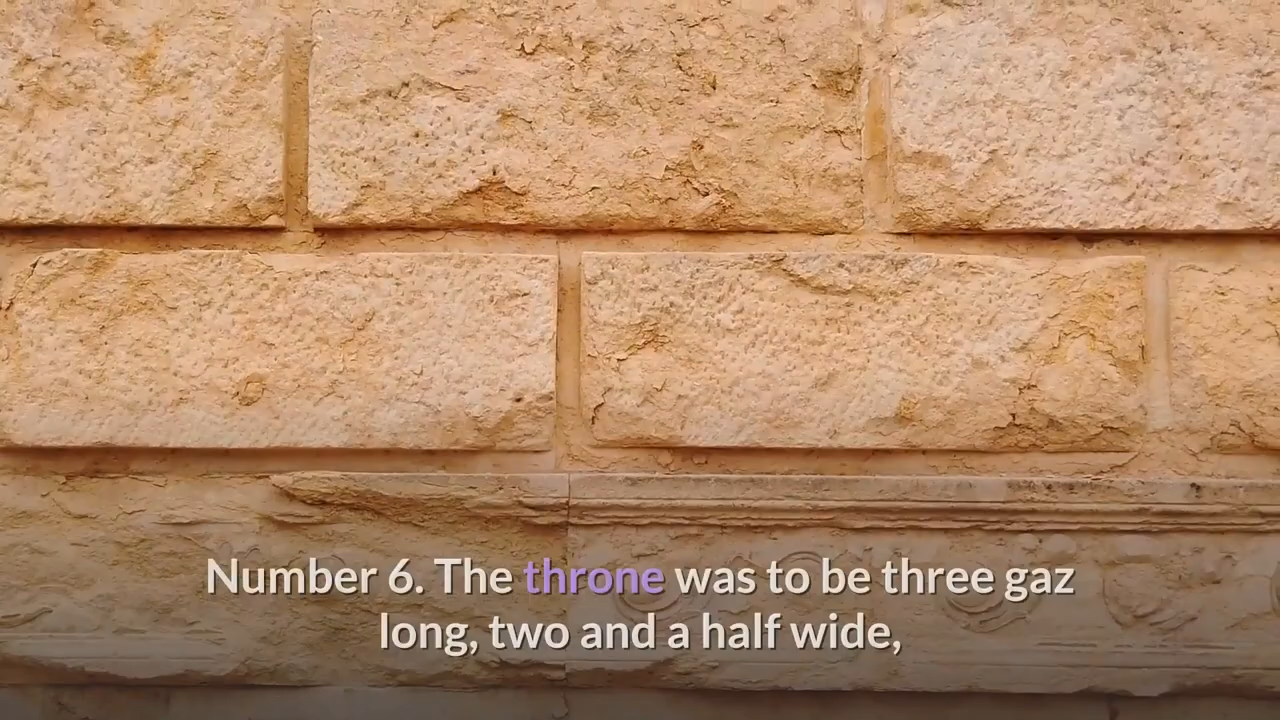 Number 6. The throne was to be three gaz
long, two and a half wide,